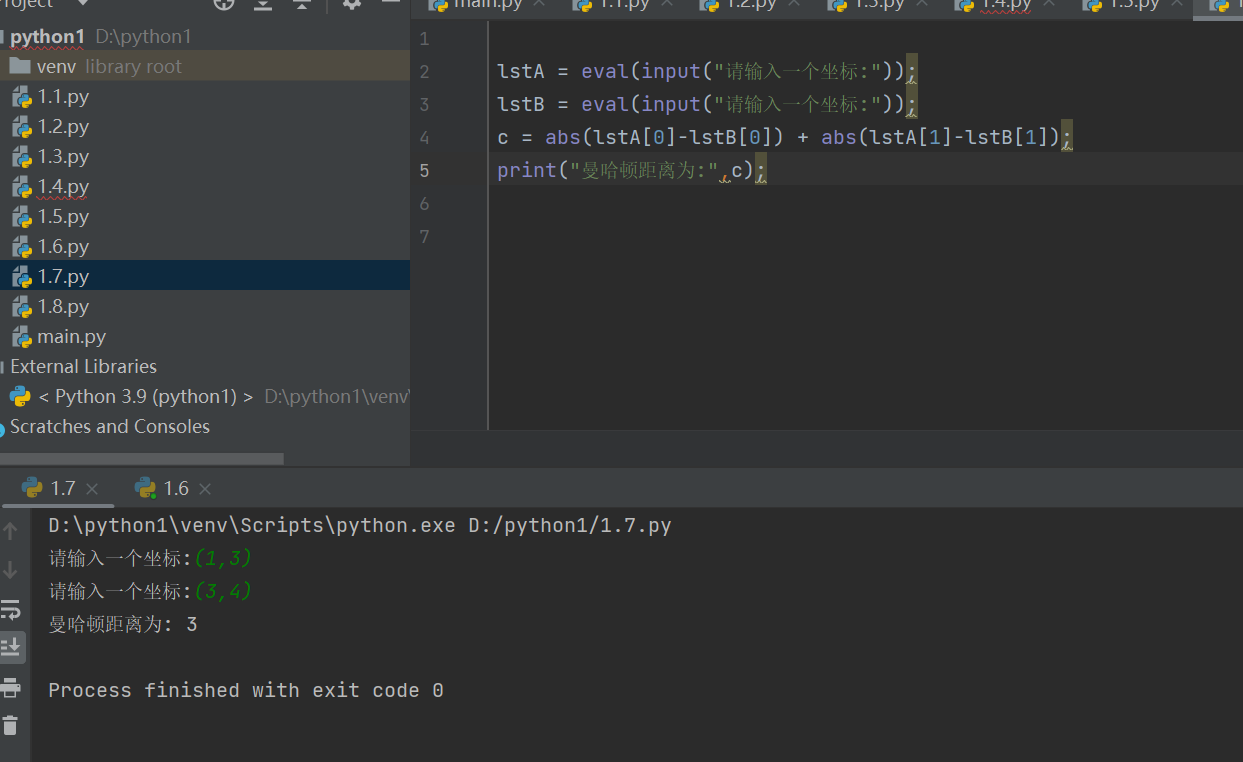 main.py 1.1.py 1.2.py 1.3.py 1.4.py
python1 D:\python1
venv library root
1.1.py
1.2.py
1.3.py
1.4.py
1.5.py
1.6.py
1.7.py
1.8.py
main.py
External Libraries
< Python 3.9 (python1) > D:\python1\venv\
Scratches and Consoles
1
2 lstA = eval(input("请输入一个坐标:"));
3 lstB = eval(input("请输入一个坐标:"));
4 c = abs(lstA[0]-lstB[0]) + abs(lstA[1]-lstB[1]);
5 print("曼哈顿距离为:",c);
6
7
1.7 1.6
D:\python1\venv\Scripts\python.exe D:/python1/1.7.py
请输入一个坐标:(1,3)
请输入一个坐标:(3,4)
曼哈顿距离为: 3
Process finished with exit code 0